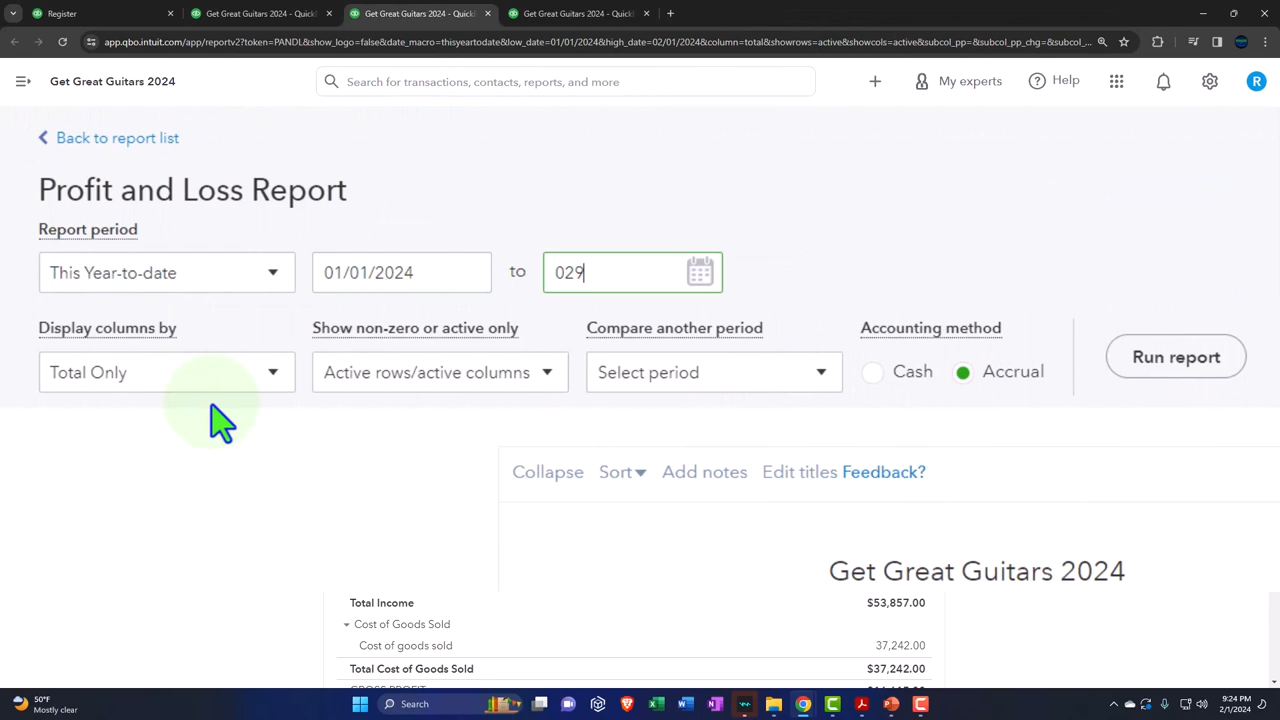 Register
Get Great Guitars 2024 - QuickB
Get Great Guitars 2024 - QuickB
Get Great Guitars 2024 - QuickB
app.qbo.intuit.com/app/reportv2?token=PANDL&show_logo=false&date_macro=thisyeartodate&low_date=01/01/2024&high_date=02/01/2024&column=total&showrows=active&showcols=active&subcol_pp=&subcol_pp_chg=&subcol_...
Get Great Guitars 2024
Search for transactions, contacts, reports, and more
My experts
Help
R
Back to report list
Profit and Loss Report
Report period
This Year-to-date 01/01/2024 to 029
Display columns by Show non-zero or active only Compare another period Accounting method
Total Only Active rows/active columns Select period Cash Accrual Run report
Collapse Sort Add notes Edit titles Feedback?
Get Great Guitars 2024
Total Income $53,857.00
Cost of Goods Sold
Cost of goods sold 37,242.00
Total Cost of Goods Sold $37,242.00
50°F
Mostly clear
Search
9:24 PM
2/1/2024